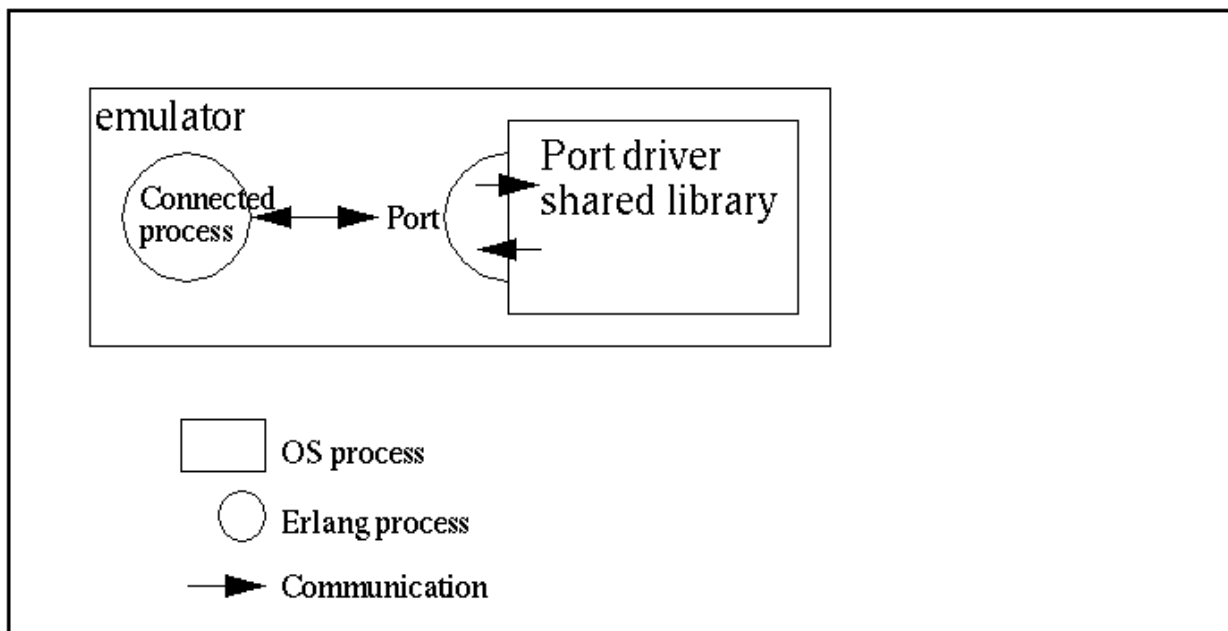 emulator
Connected
process
Port
Port driver
shared library
OS process
Erlang process
Communication